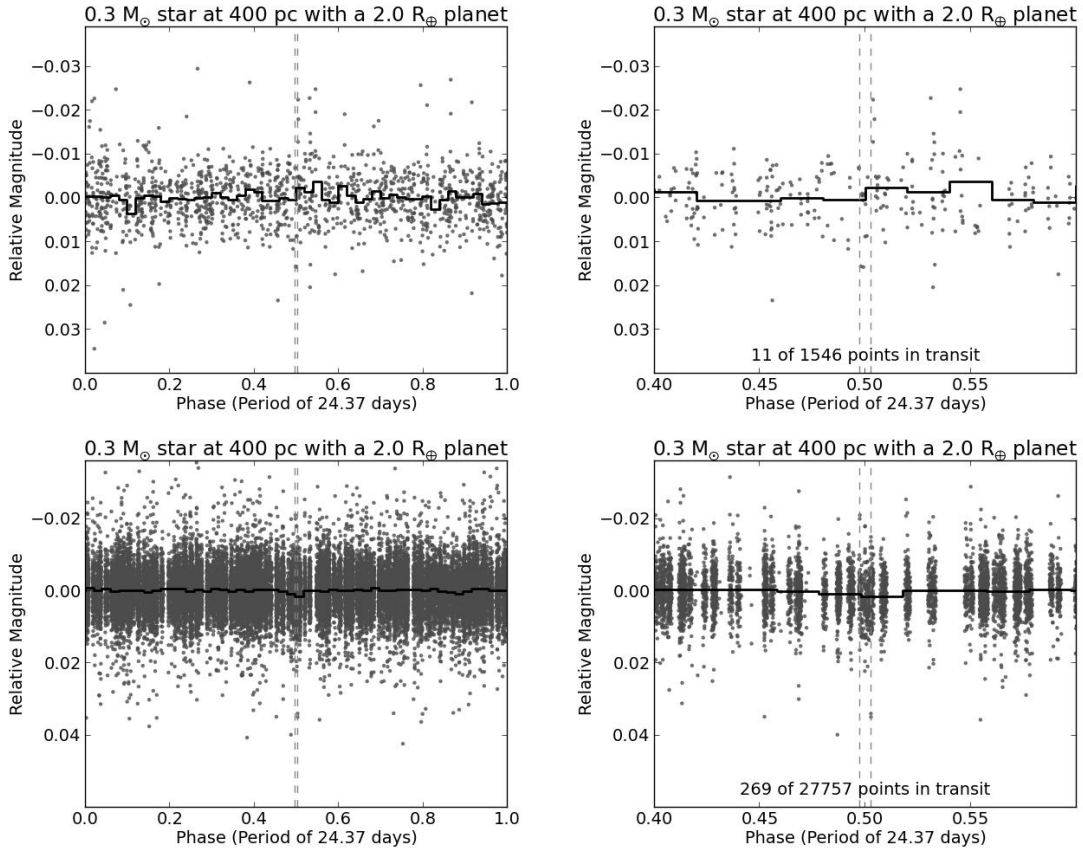 0.3 M☉ star at 400 pc with a 2.0 R⊕ planet
Relative Magnitude
−0.03
−0.02
−0.01
0.00
0.01
0.02
0.03
0.0 0.2 0.4 0.6 0.8 1.0
Phase (Period of 24.37 days)
0.3 M☉ star at 400 pc with a 2.0 R⊕ planet
Relative Magnitude
−0.03
−0.02
−0.01
0.00
0.01
0.02
0.03
11 of 1546 points in transit
0.40 0.45 0.50 0.55
Phase (Period of 24.37 days)
0.3 M☉ star at 400 pc with a 2.0 R⊕ planet
Relative Magnitude
−0.02
0.00
0.02
0.04
0.0 0.2 0.4 0.6 0.8 1.0
Phase (Period of 24.37 days)
0.3 M☉ star at 400 pc with a 2.0 R⊕ planet
Relative Magnitude
−0.02
0.00
0.02
0.04
269 of 27757 points in transit
0.40 0.45 0.50 0.55
Phase (Period of 24.37 days)